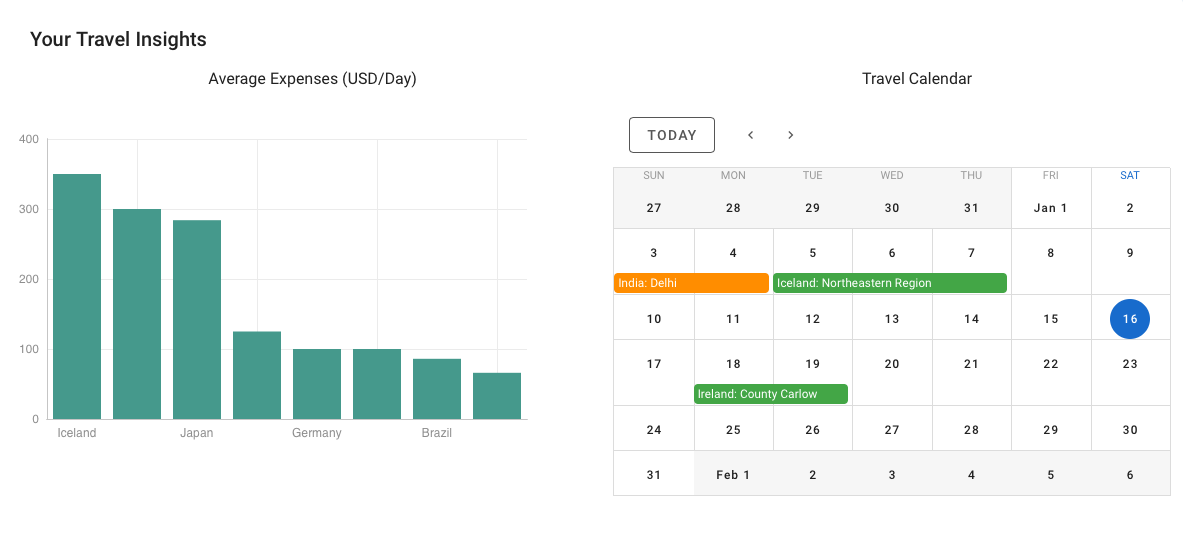 Your Travel Insights
Average Expenses (USD/Day)
400
300
200
100
0
Iceland Japan Germany Brazil
Travel Calendar
TODAY
SUN MON TUE WED THU FRI SAT
27 28 29 30 31 Jan 1 2
3 4 5 6 7 8 9
India: Delhi Iceland: Northeastern Region
10 11 12 13 14 15 16
17 18 19 20 21 22 23
Ireland: County Carlow
24 25 26 27 28 29 30
31 Feb 1 2 3 4 5 6